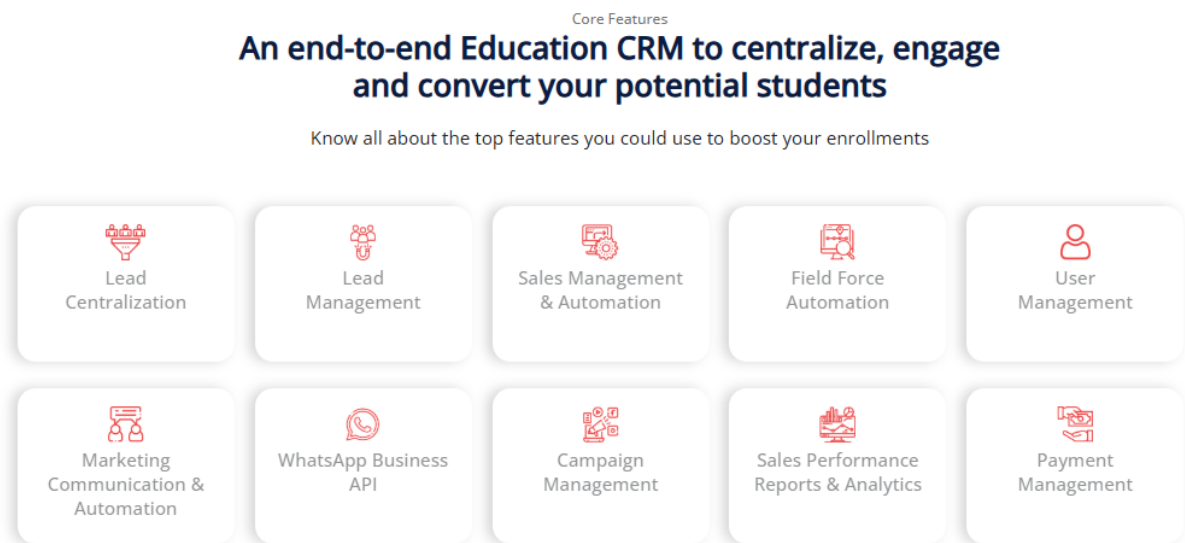 Core Features
An end-to-end Education CRM to centralize, engage
and convert your potential students
Know all about the top features you could use to boost your enrollments
Lead
Centralization
Lead
Management
Sales Management
& Automation
Field Force
Automation
User
Management
Marketing
Communication &
Automation
WhatsApp Business
API
Campaign
Management
Sales Performance
Reports & Analytics
Payment
Management